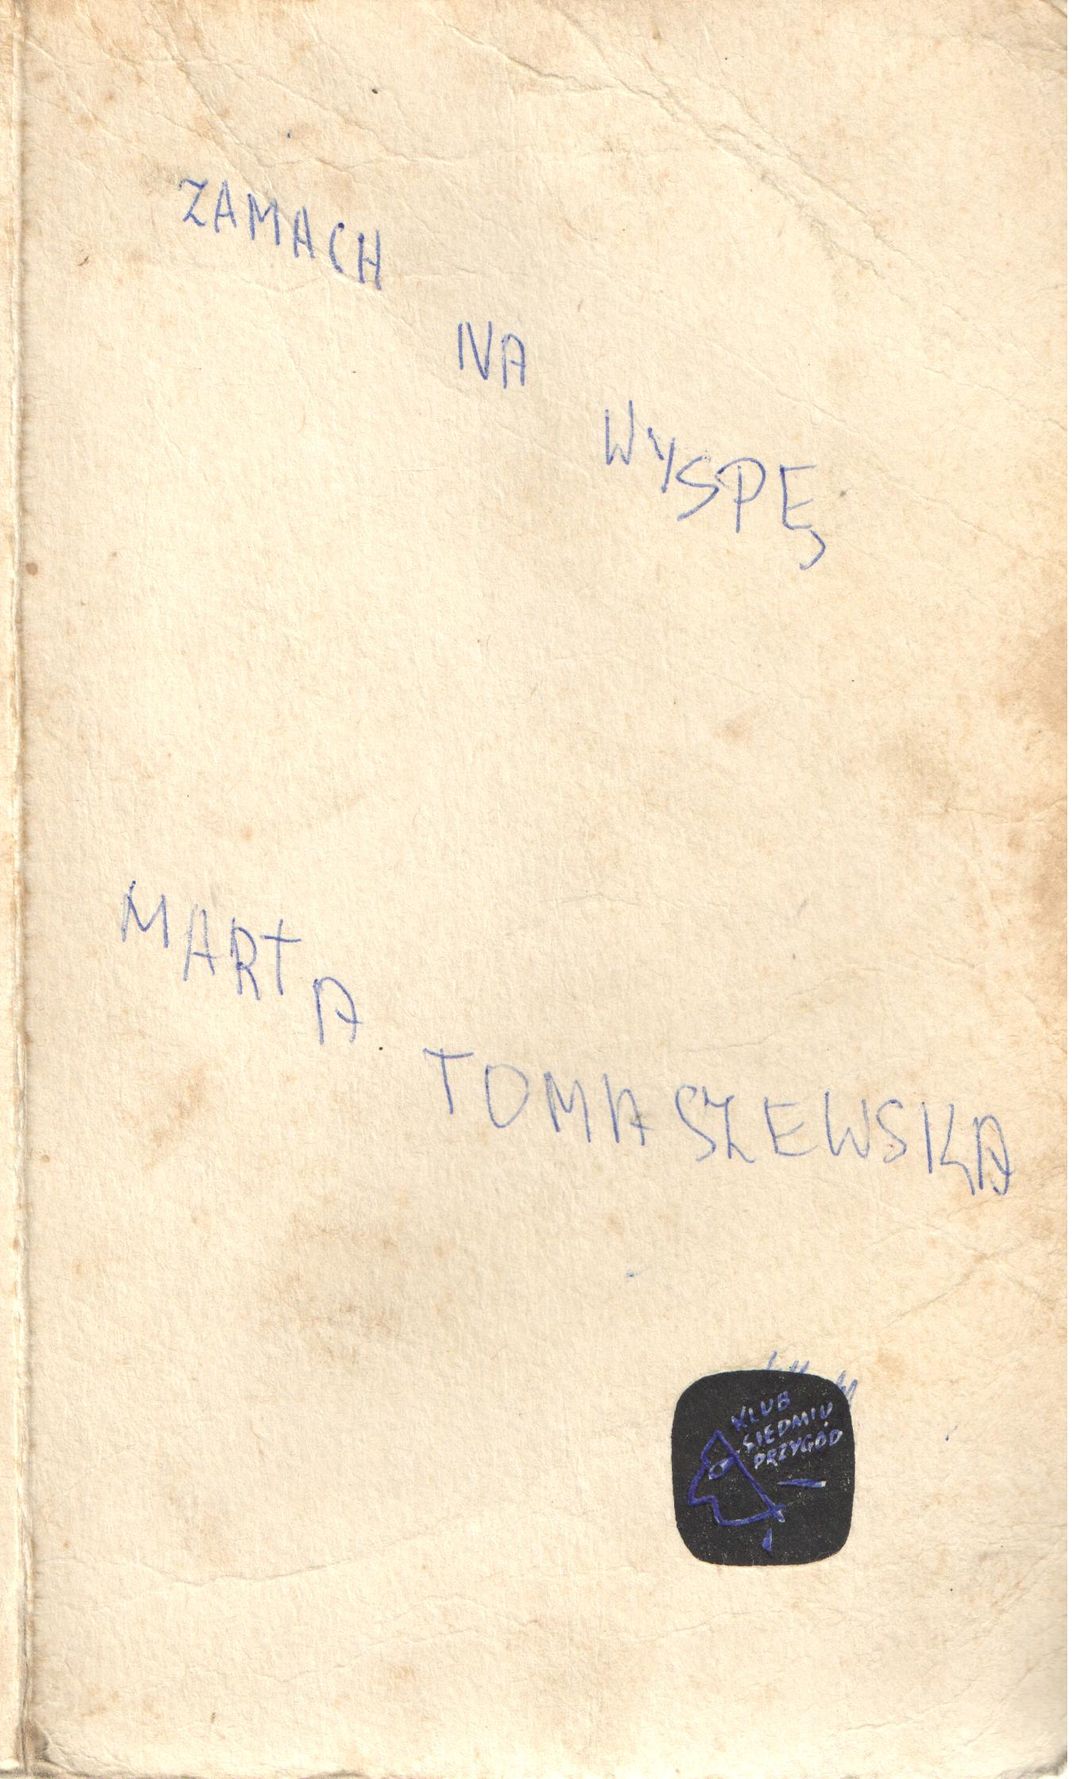 ZAMACH
NA
WYSPĘ
MARTA
TOMASZEWSKA
KLUB
SIEDMIU
PRZYGÓD